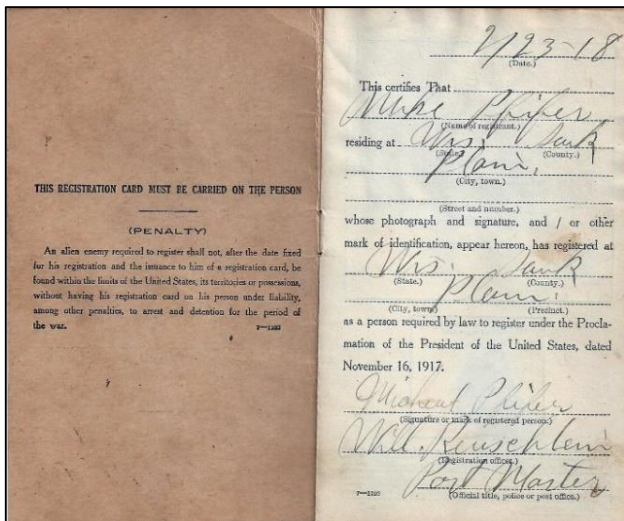 THIS REGISTRATION CARD MUST BE CARRIED ON THE PERSON
(PENALTY)
An alien enemy required to register shall not, after the date fixed
for his registration and the issuance to him of a registration card, be
found within the limits of the United States, its territories or possessions,
without having his registration card on his person under liability,
among other penalties, to arrest and detention for the period of
the war. 7—1193
2/23-18
(Date.)
This certifies That
Mike Pfifer
(Name of registrant.)
residing at Wis. Sauk
(State.) (County.)
Plain,
(City, town.)
(Street and number.)
whose photograph and signature, and / or other
mark of identification, appear hereon, has registered at
Wis. Sauk
(State.) (County.)
Plain.
(City, town) (Precinct.)
as a person required by law to register under the Procla-
mation of the President of the United States, dated
November 16, 1917.
Michael Pfifer
(Signature or mark of registered person.)
Will. Reuschlein
(Registration officer.)
Post Master
7—1193 (Official title, police or post office.)